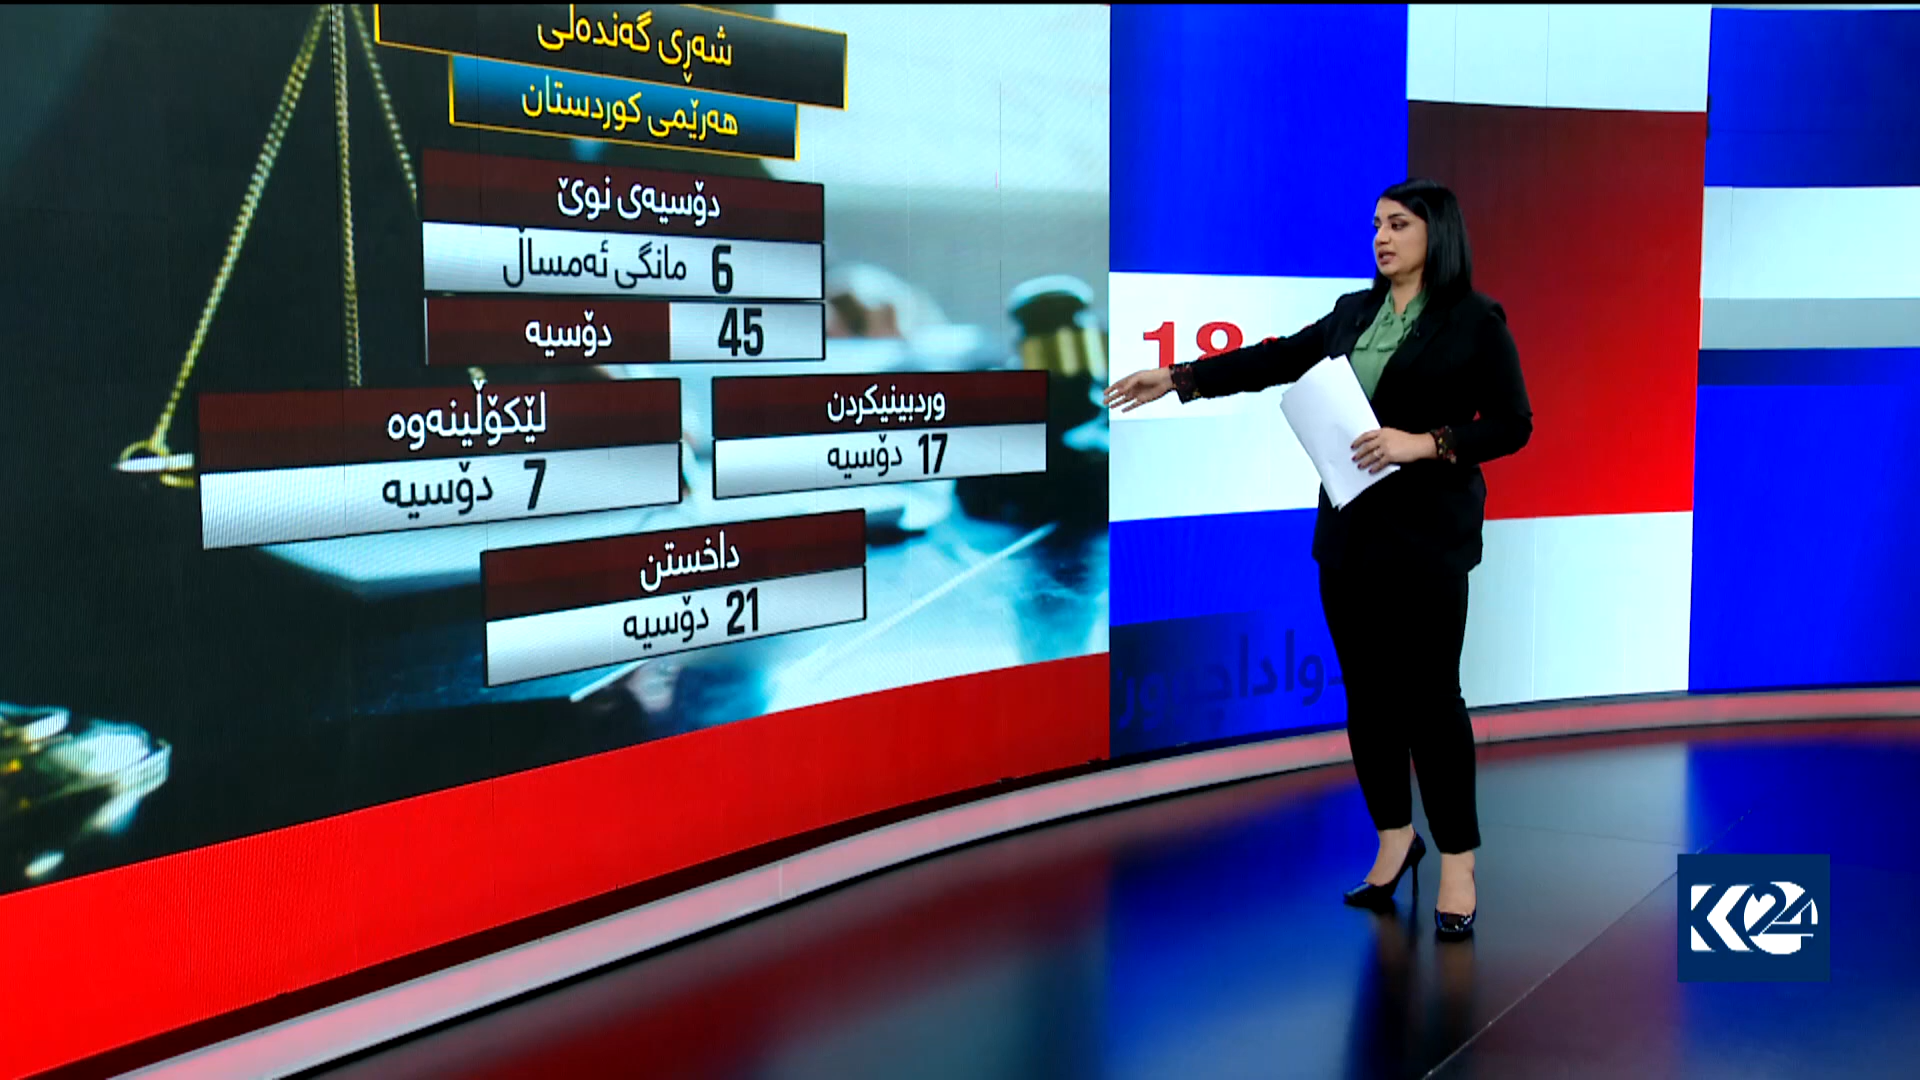 شەڕی گەندەڵی
هەرێمی کوردستان
دۆسیەی نوێ
6 مانگی ئەمساڵ
45 دۆسیە
وردبینیکردن
17 دۆسیە
لێکۆڵینەوە
7 دۆسیە
داخستن
21 دۆسیە
18
K24